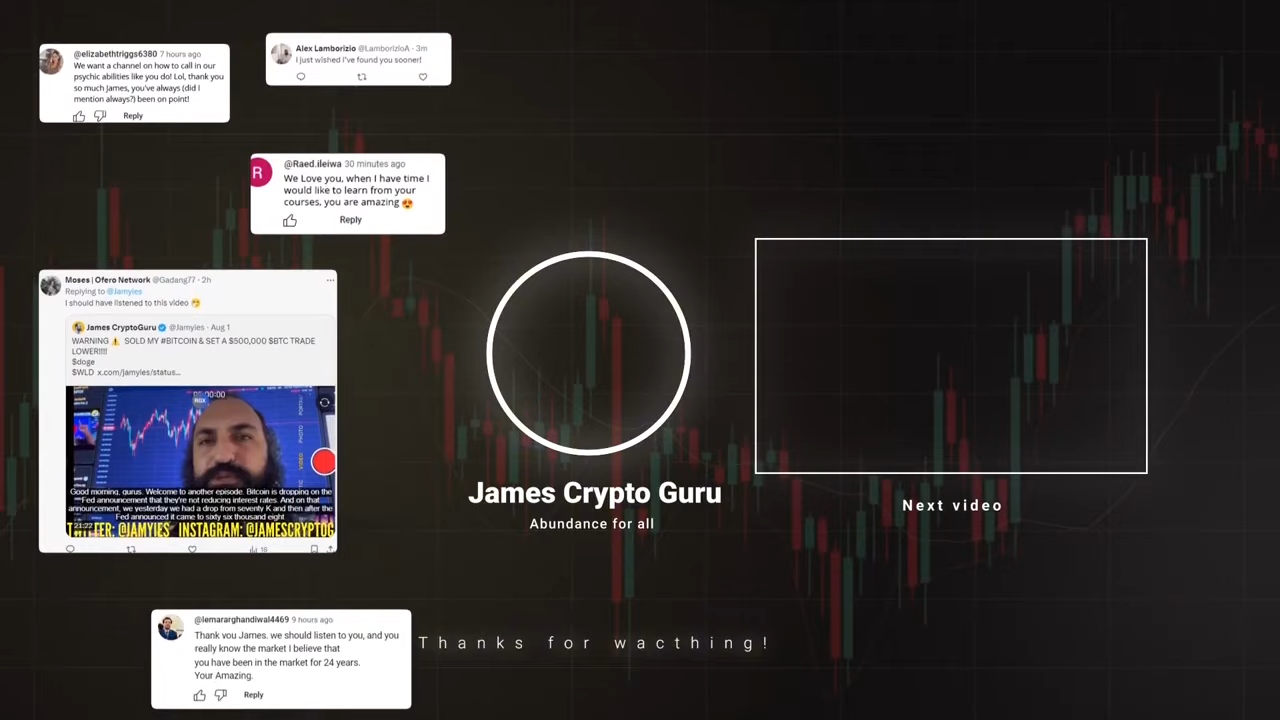 @elizabethtriggs6380 7 hours ago
We want a channel on how to call in our
psychic abilities like you do! Lol, thank you
so much James, you've always (did I
mention always?) been on point!
Reply
Alex Lamborizio @LamborizioA · 3m
I just wished I've found you sooner!
R
@Raed.ileiwa 30 minutes ago
We Love you, when I have time I
would like to learn from your
courses, you are amazing 😍
Reply
Moses | Ofero Network @Gadang77 · 2h
Replying to @Jamyies
I should have listened to this video
James CryptoGuru @Jamyies · Aug 1
WARNING ⚠️ SOLD MY #BITCOIN & SET A $500,000 $BTC TRADE
LOWER!!!!
$doge
$WLD x.com/jamyies/status...
00:00:00
VIDEO
PHOTO
Good morning, gurus. Welcome to another episode. Bitcoin is dropping on the
Fed announcement that they're not reducing interest rates. And on that
announcement, we yesterday we had a drop from seventy K and then after the
Fed announced it came to sixty six thousand eight
21:22
TER: @JAMYIES INSTAGRAM: @JAMESCRYPTOG
James Crypto Guru
Abundance for all
Next video
@lemararghandiwal4469 9 hours ago
Thank you James. we should listen to you, and you
really know the market I believe that
you have been in the market for 24 years.
Your Amazing.
Reply
Thanks for wacthing!